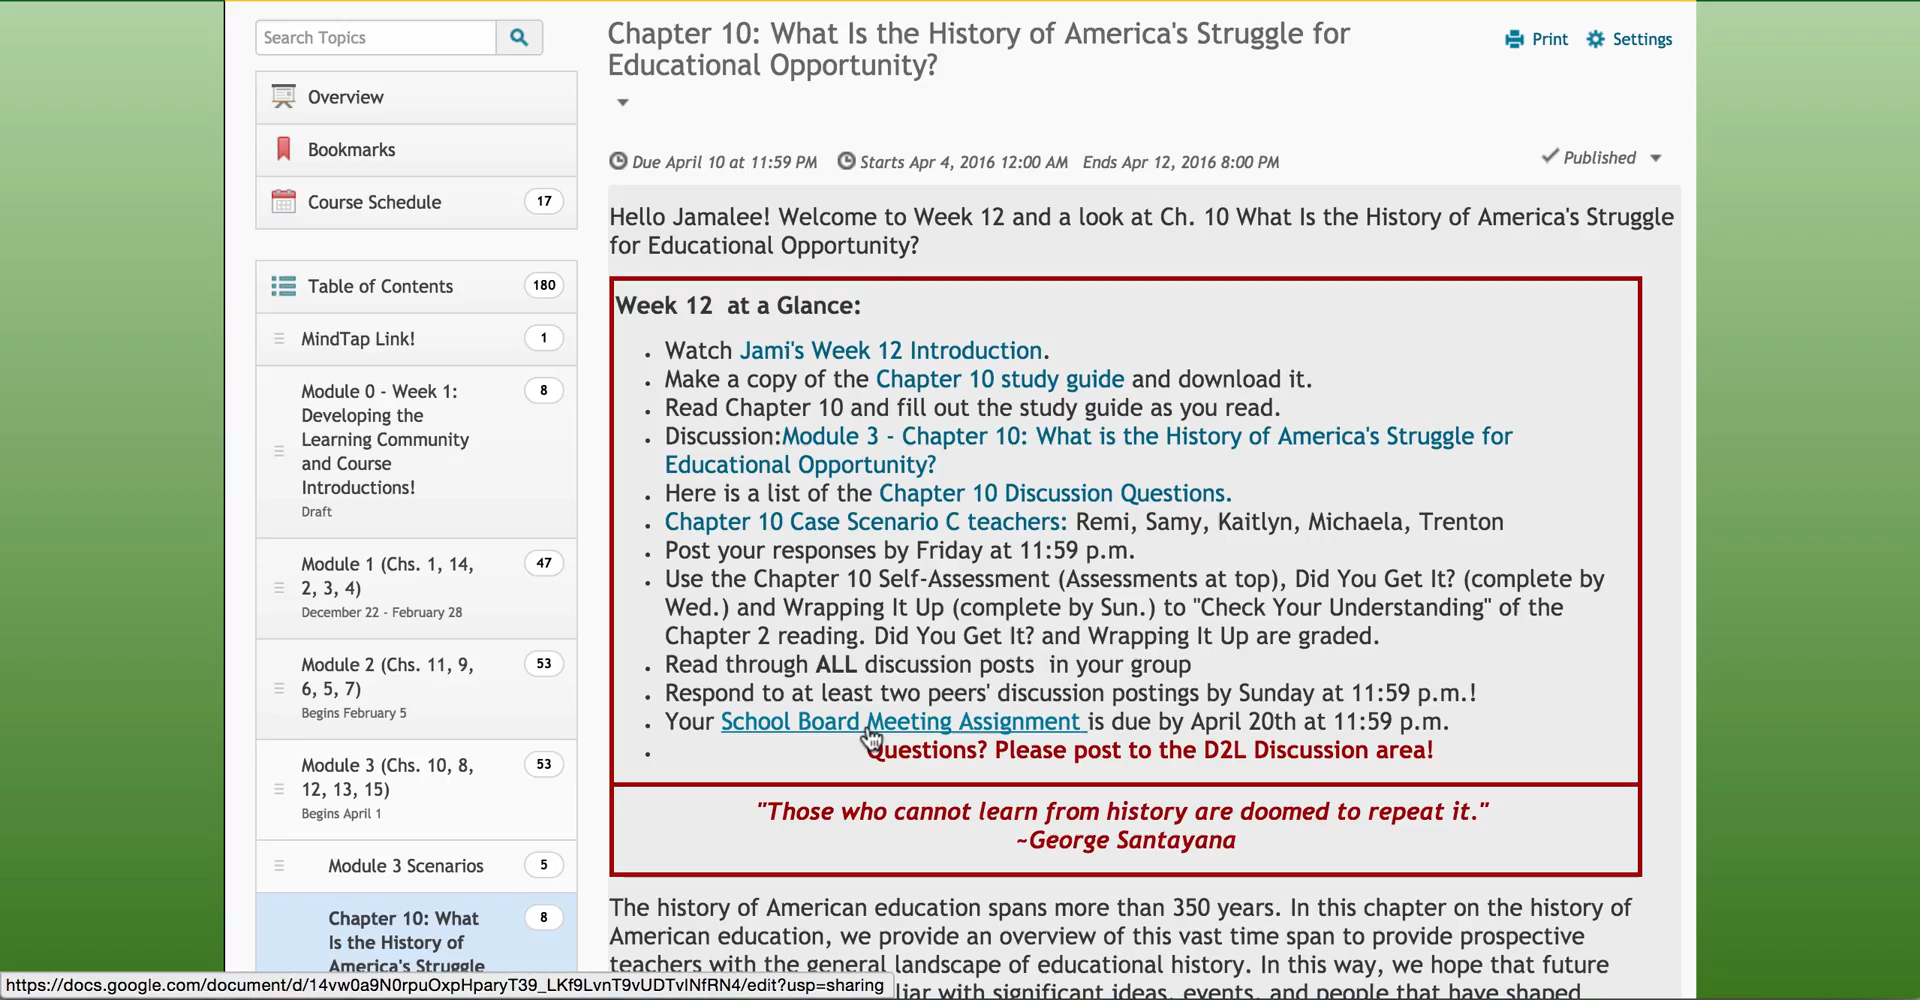 Search Topics
Overview
Bookmarks
Course Schedule 17
Table of Contents 180
MindTap Link! 1
Module 0 - Week 1: 8
Developing the
Learning Community
and Course
Introductions!
Draft
Module 1 (Chs. 1, 14, 47
2, 3, 4)
December 22 - February 28
Module 2 (Chs. 11, 9, 53
6, 5, 7)
Begins February 5
Module 3 (Chs. 10, 8, 53
12, 13, 15)
Begins April 1
Module 3 Scenarios 5
Chapter 10: What 8
Is the History of
America's Struggle
Chapter 10: What Is the History of America's Struggle for
Educational Opportunity?
Print Settings
Due April 10 at 11:59 PM Starts Apr 4, 2016 12:00 AM Ends Apr 12, 2016 8:00 PM
Published
Hello Jamalee! Welcome to Week 12 and a look at Ch. 10 What Is the History of America's Struggle
for Educational Opportunity?
Week 12 at a Glance:
• Watch Jami's Week 12 Introduction.
• Make a copy of the Chapter 10 study guide and download it.
• Read Chapter 10 and fill out the study guide as you read.
• Discussion:Module 3 - Chapter 10: What is the History of America's Struggle for
Educational Opportunity?
• Here is a list of the Chapter 10 Discussion Questions.
• Chapter 10 Case Scenario C teachers: Remi, Samy, Kaitlyn, Michaela, Trenton
• Post your responses by Friday at 11:59 p.m.
• Use the Chapter 10 Self-Assessment (Assessments at top), Did You Get It? (complete by
Wed.) and Wrapping It Up (complete by Sun.) to "Check Your Understanding" of the
Chapter 2 reading. Did You Get It? and Wrapping It Up are graded.
• Read through ALL discussion posts in your group
• Respond to at least two peers' discussion postings by Sunday at 11:59 p.m.!
• Your School Board Meeting Assignment is due by April 20th at 11:59 p.m.
• Questions? Please post to the D2L Discussion area!
"Those who cannot learn from history are doomed to repeat it."
~George Santayana
The history of American education spans more than 350 years. In this chapter on the history of
American education, we provide an overview of this vast time span to provide prospective
teachers with the general landscape of educational history. In this way, we hope that future
liar with significant ideas, events, and people that have shaped
https://docs.google.com/document/d/14vw0a9N0rpuOxpHparyT39_LKf9LvnT9vUDTvlNfRN4/edit?usp=sharing